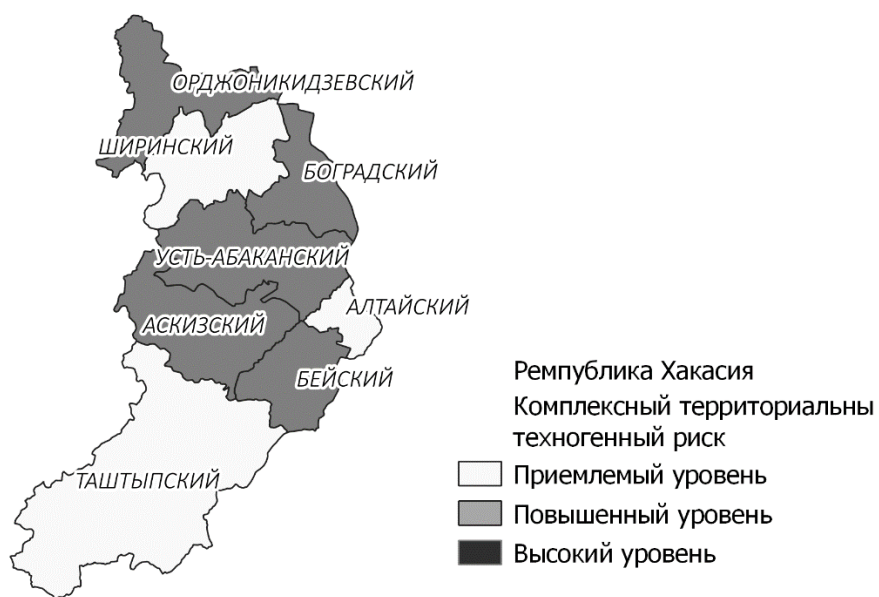 ОРДЖОНИКИДЗЕВСКИЙ
ШИРИНСКИЙ
БОГРАДСКИЙ
УСТЬ-АБАКАНСКИЙ
АЛТАЙСКИЙ
АСКИЗСКИЙ
БЕЙСКИЙ
ТАШТЫПСКИЙ
Ремпублика Хакасия
Комплексный территориальны
техногенный риск
Приемлемый уровень
Повышенный уровень
Высокий уровень